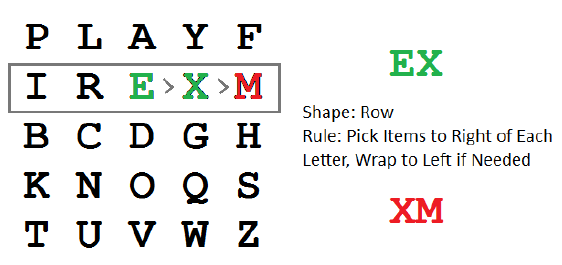 P L A Y F
I R E > X > M
B C D G H
K N O Q S
T U V W Z
EX
Shape: Row
Rule: Pick Items to Right of Each
Letter, Wrap to Left if Needed
XM